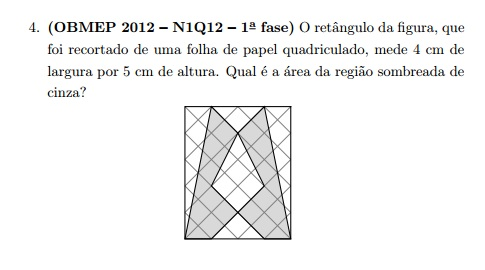 4. (OBMEP 2012 – N1Q12 – 1ª fase) O retângulo da figura, que
foi recortado de uma folha de papel quadriculado, mede 4 cm de
largura por 5 cm de altura. Qual é a área da região sombreada de
cinza?